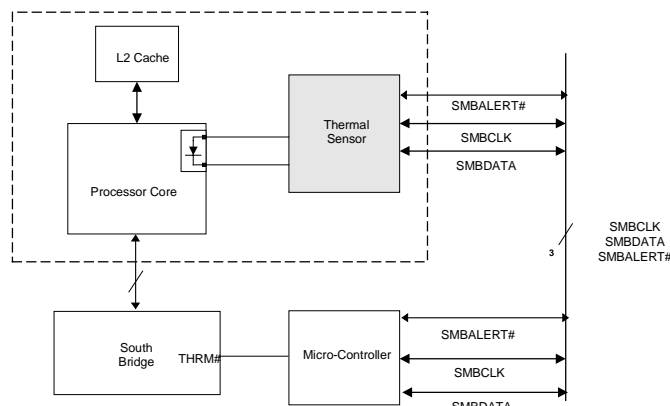 L2 Cache
Thermal
Sensor
Processor Core
SMBALERT#
SMBCLK
SMBDATA
3
SMBCLK
SMBDATA
SMBALERT#
South
Bridge
THRM#
Micro-Controller
SMBALERT#
SMBCLK
SMBDATA